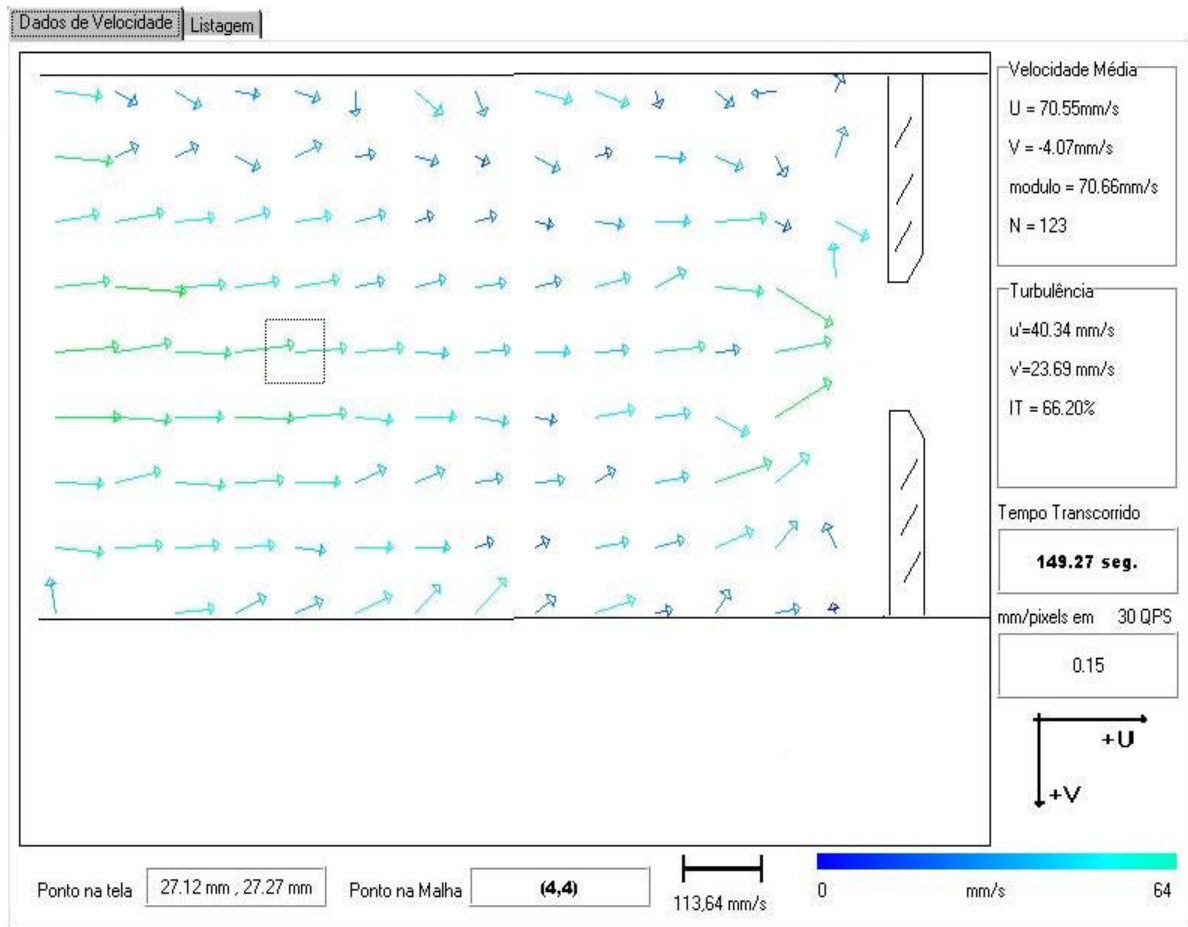 Dados de Velocidade
Listagem
Velocidade Média
U = 70.55mm/s
V = -4.07mm/s
modulo = 70.66mm/s
N = 123
Turbulência
u'=40.34 mm/s
v'=23.69 mm/s
IT = 66.20%
Tempo Transcorrido
149.27 seg.
mm/pixels em 30 QPS
0.15
+U
+V
Ponto na tela 27.12 mm , 27.27 mm Ponto na Malha (4,4)
113,64 mm/s
0 mm/s 64